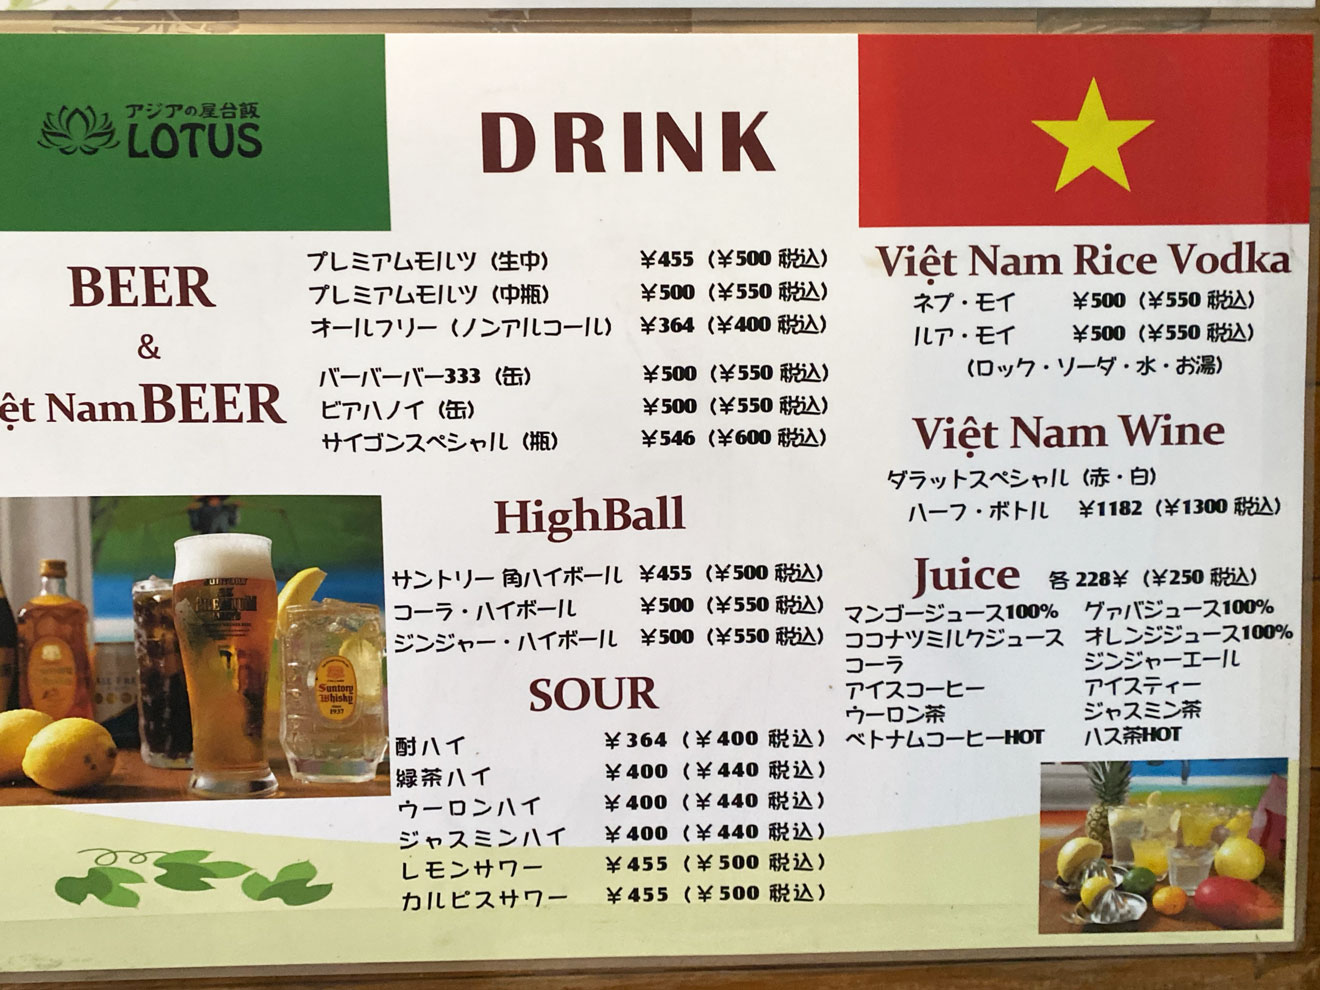 アジアの屋台飯
LOTUS
DRINK
BEER
&
ệt Nam BEER
プレミアムモルツ（生中） ¥455（¥500 税込）
プレミアムモルツ（中瓶） ¥500（¥550 税込）
オールフリー（ノンアルコール） ¥364（¥400 税込）
バーバーバー333（缶） ¥500（¥550 税込）
ビアハノイ（缶） ¥500（¥550 税込）
サイゴンスペシャル（瓶） ¥546（¥600 税込）
HighBall
サントリー 角ハイボール ¥455（¥500 税込）
コーラ・ハイボール ¥500（¥550 税込）
ジンジャー・ハイボール ¥500（¥550 税込）
SOUR
酎ハイ ¥364（¥400 税込）
緑茶ハイ ¥400（¥440 税込）
ウーロンハイ ¥400（¥440 税込）
ジャスミンハイ ¥400（¥440 税込）
レモンサワー ¥455（¥500 税込）
カルピスサワー ¥455（¥500 税込）
Việt Nam Rice Vodka
ネプ・モイ ¥500（¥550 税込）
ルア・モイ ¥500（¥550 税込）
（ロック・ソーダ・水・お湯）
Việt Nam Wine
ダラットスペシャル（赤・白）
ハーフ・ボトル ¥1182（¥1300 税込）
Juice 各 228¥（¥250 税込）
マンゴージュース100% グァバジュース100%
ココナツミルクジュース オレンジジュース100%
コーラ ジンジャーエール
アイスコーヒー アイスティー
ウーロン茶 ジャスミン茶
ベトナムコーヒーHOT ハス茶HOT
Suntory
Whisky
1937